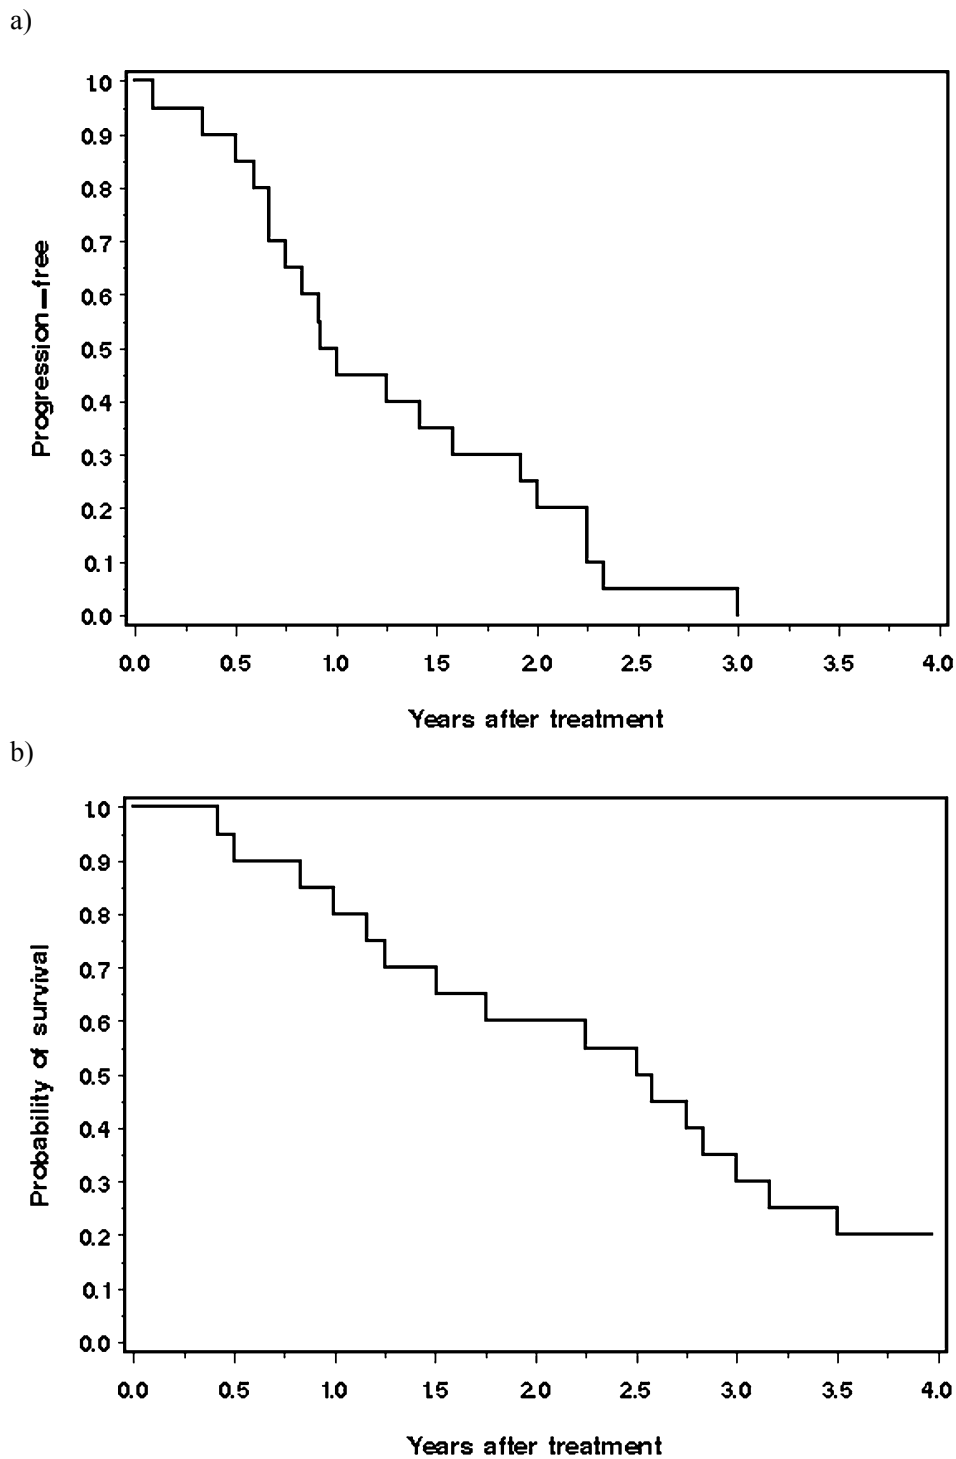 a)
1.0
0.9
0.8
0.7
0.6
0.5
0.4
0.3
0.2
0.1
0.0
Progression-free
0.0 0.5 1.0 1.5 2.0 2.5 3.0 3.5 4.0
Years after treatment
b)
1.0
0.9
0.8
0.7
0.6
0.5
0.4
0.3
0.2
0.1
0.0
Probability of survival
0.0 0.5 1.0 1.5 2.0 2.5 3.0 3.5 4.0
Years after treatment